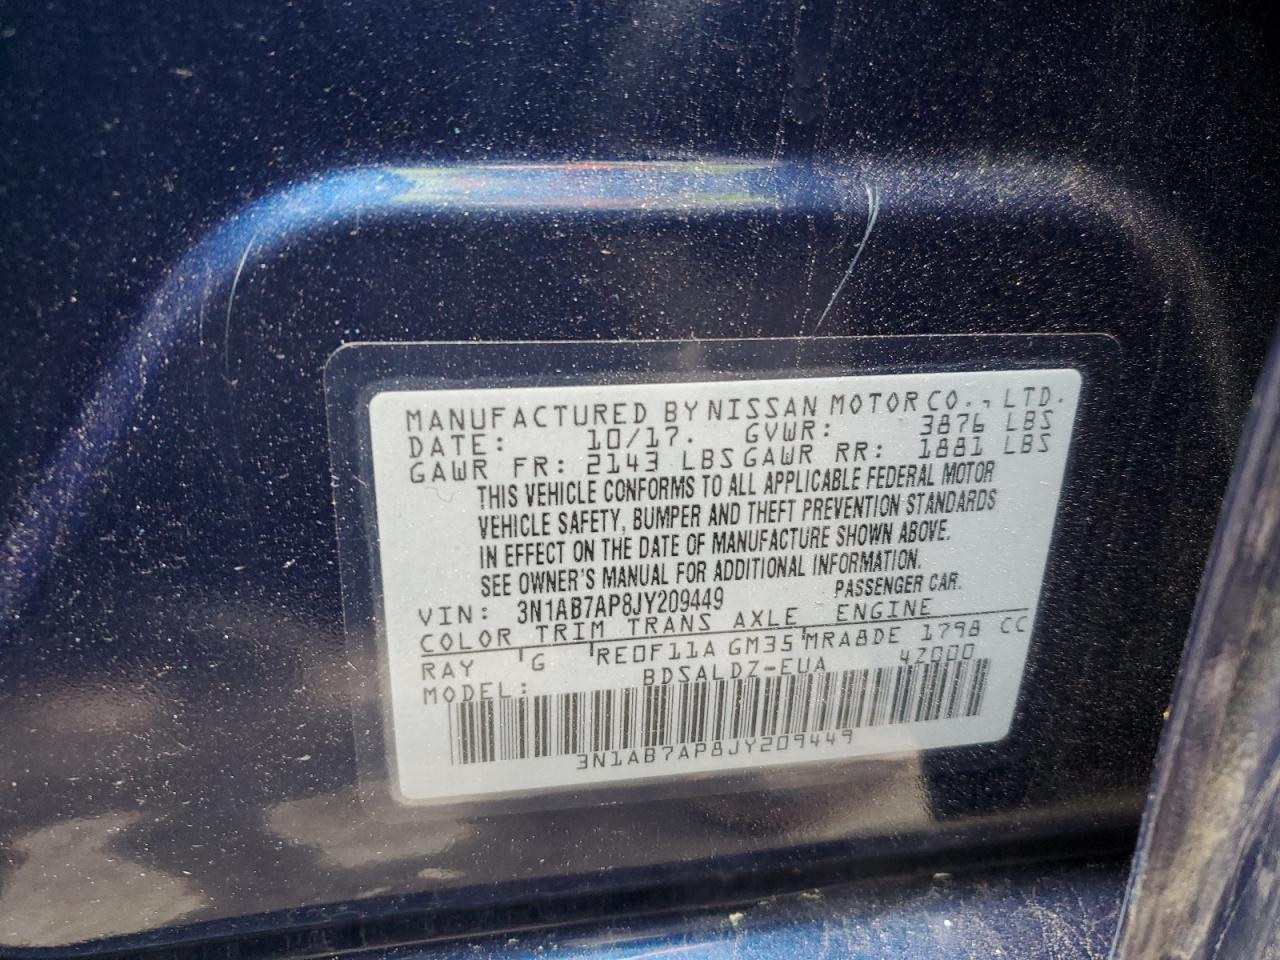 MANUFACTURED BY NISSAN MOTOR CO., LTD.
DATE: 10/17. GVWR: 3876 LBS
GAWR FR: 2143 LBS GAWR RR: 1881 LBS
THIS VEHICLE CONFORMS TO ALL APPLICABLE FEDERAL MOTOR
VEHICLE SAFETY, BUMPER AND THEFT PREVENTION STANDARDS
IN EFFECT ON THE DATE OF MANUFACTURE SHOWN ABOVE.
SEE OWNER'S MANUAL FOR ADDITIONAL INFORMATION.
VIN: 3N1AB7AP8JY209449 PASSENGER CAR.
COLOR TRIM TRANS AXLE ENGINE
RAY G RE0F11A GM35 MRA8DE 1798 CC
MODEL: BDSALDZ-EUA 4Z000
3N1AB7AP8JY209449